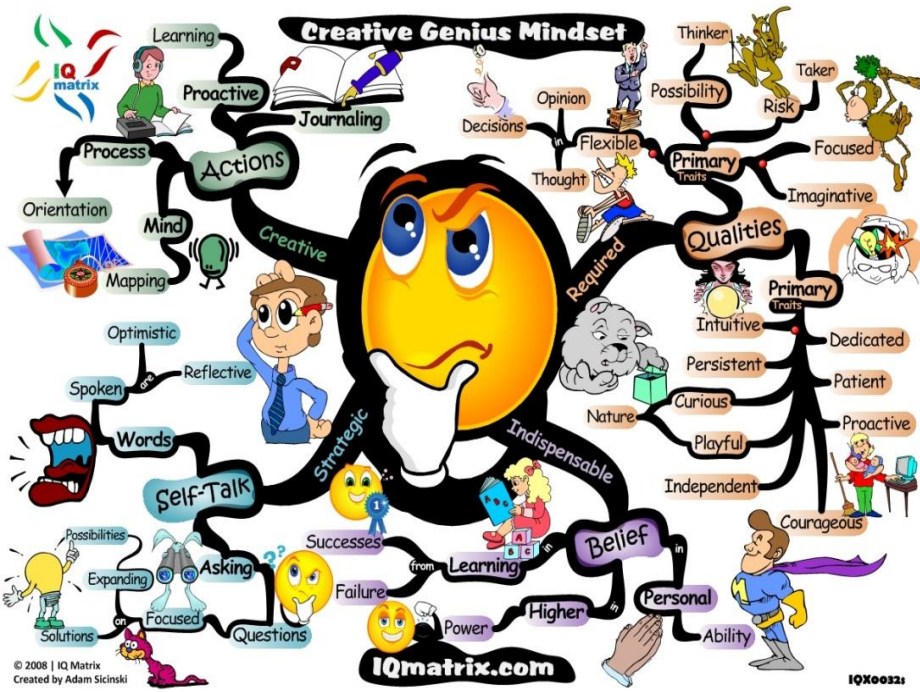 Creative Genius Mindset
IQ
matrix
Learning
Proactive
Journaling
Process
Actions
Orientation
Mind
Mapping
Creative
Thinker
Possibility
Taker
Risk
Opinion
Decisions
in
Flexible
Thought
Primary
Traits
Focused
Imaginative
Qualities
Required
Primary
Traits
Intuitive
Dedicated
Persistent
Patient
Curious
Nature
Proactive
Playful
Independent
Courageous
Optimistic
Reflective
are
Spoken
Words
Strategic
Self-Talk
Possibilities
Expanding
Asking
??
on
Focused
Solutions
Questions
Indispensable
1
A
B
G
Successes
from
Learning
in
Failure
Belief
in
Power
Higher
in
Personal
Ability
M
IQmatrix.com
© 2008 | IQ Matrix
Created by Adam Sicinski
IQX0032s